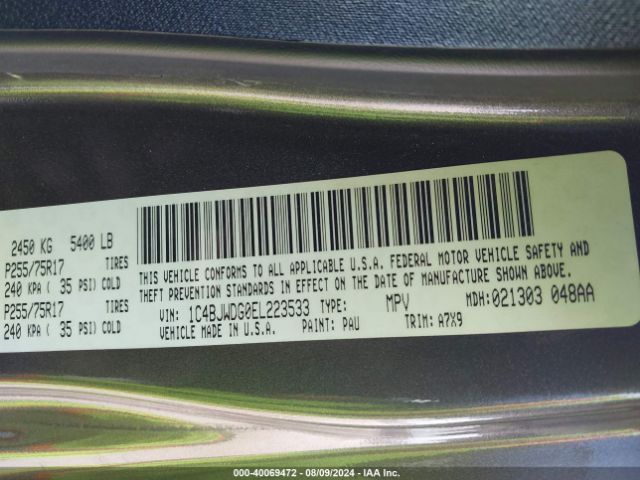 2450 KG 5400 LB
P255/75R17 TIRES
240 KPA ( 35 PSI) COLD
P255/75R17 TIRES
240 KPA ( 35 PSI) COLD
THIS VEHICLE CONFORMS TO ALL APPLICABLE U.S.A. FEDERAL MOTOR VEHICLE SAFETY AND
THEFT PREVENTION STANDARDS IN EFFECT ON THE DATE OF MANUFACTURE SHOWN ABOVE.
VIN: 1C4BJWDG0EL223533 TYPE: MPV MDH:021303 048AA
VEHICLE MADE IN U.S.A. PAINT: PAU TRIM: A7X9
000-40069472 - 08/09/2024 - IAA Inc.